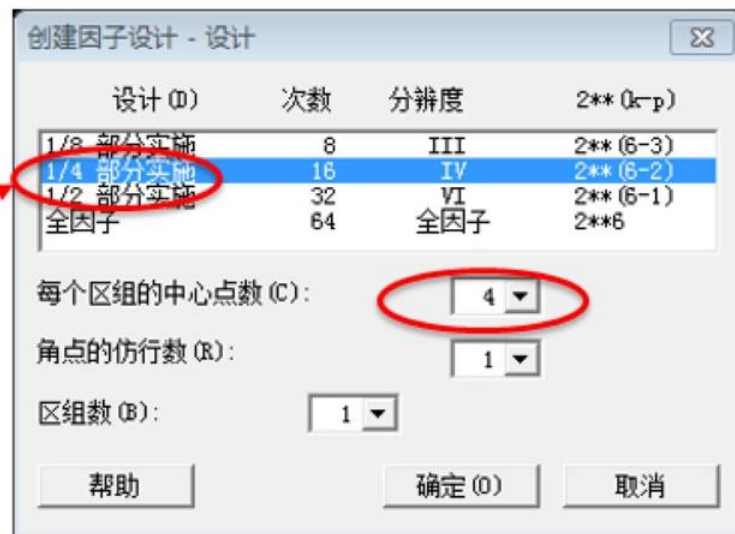 创建因子设计 - 设计
设计(D) 次数 分辨度 2**(k-p)
1/8 部分实施 8 III 2**(6-3)
1/4 部分实施 16 IV 2**(6-2)
1/2 部分实施 32 VI 2**(6-1)
全因子 64 全因子 2**6
每个区组的中心点数(C): 4
角点的仿行数(R): 1
区组数(B): 1
帮助 确定(O) 取消